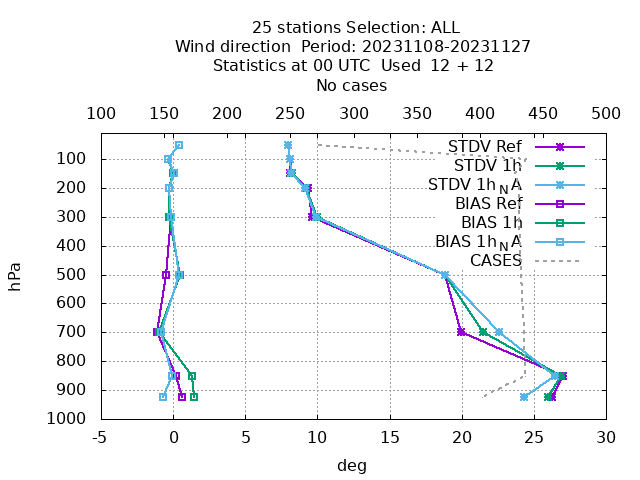 25 stations Selection: ALL
Wind direction  Period: 20231108-20231127
Statistics at 00 UTC  Used  12 + 12
No cases
100 150 200 250 300 350 400 450 500
STDV Ref
STDV 1h
STDV 1h_NA
BIAS Ref
BIAS 1h
BIAS 1h_NA
CASES
100
200
300
400
500
600
700
800
900
1000
hPa
-5 0 5 10 15 20 25 30
deg